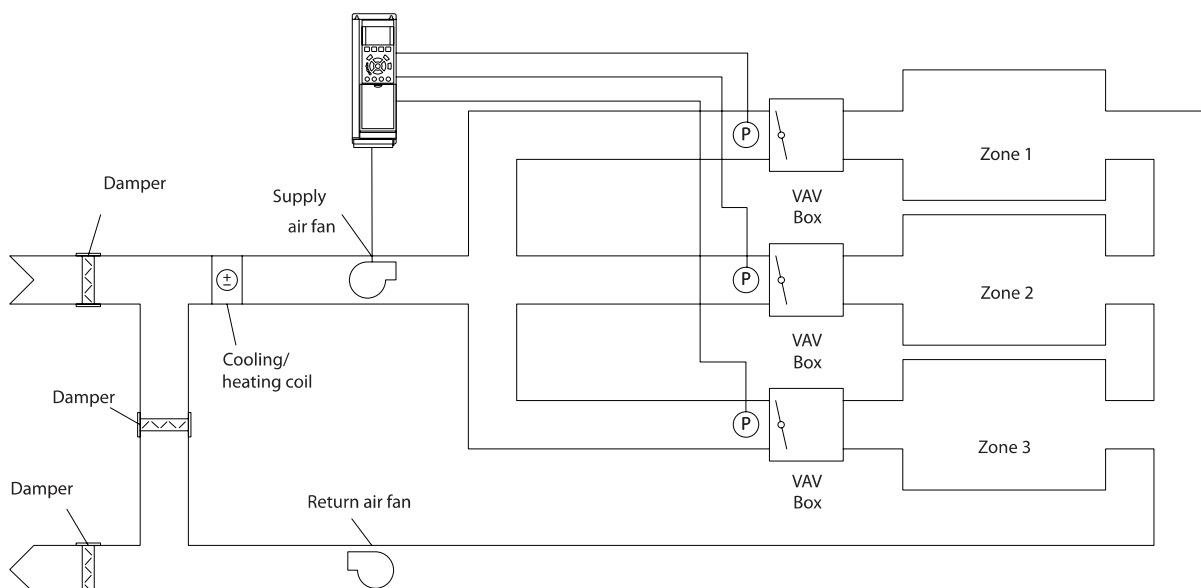 Damper
Supply
air fan
P
VAV
Box
Zone 1
±
Cooling/
heating coil
P
VAV
Box
Zone 2
Damper
P
VAV
Box
Zone 3
Damper
Return air fan